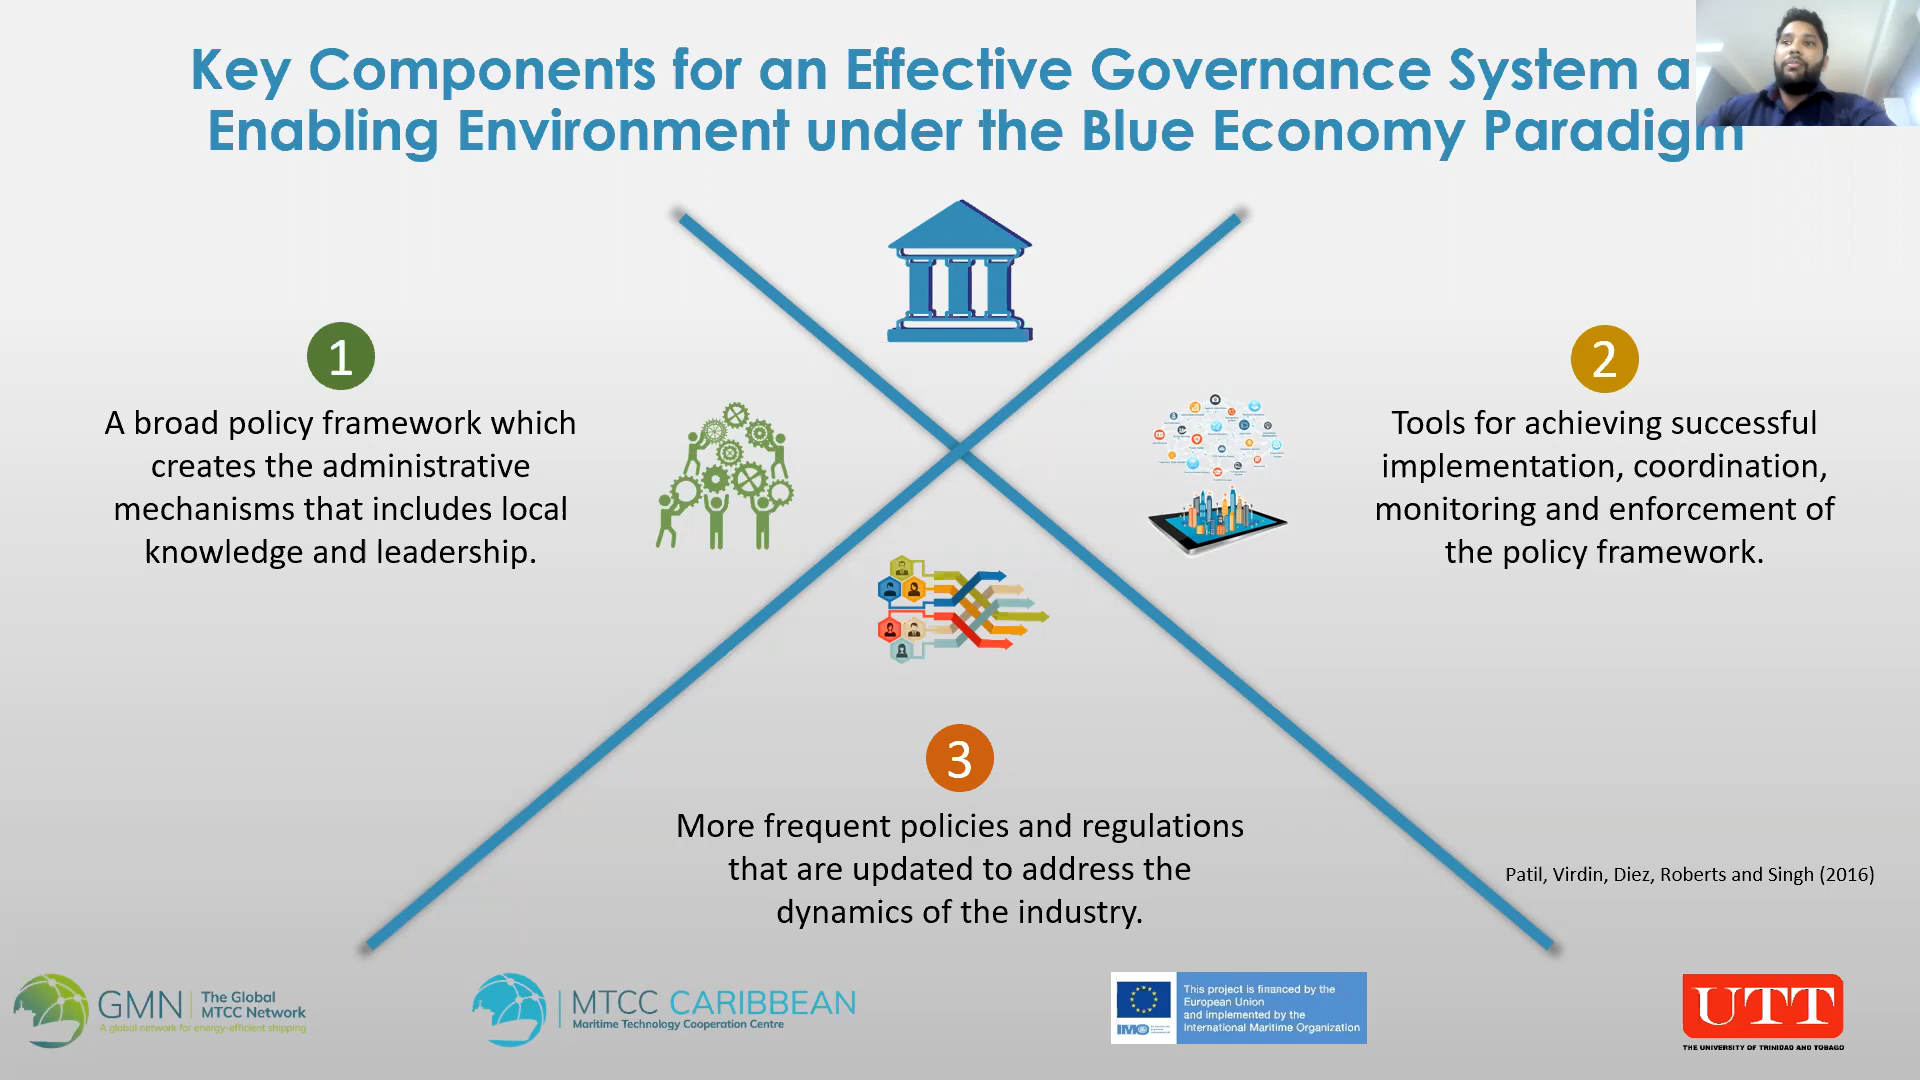 Key Components for an Effective Governance System a
Enabling Environment under the Blue Economy Paradigm
1
A broad policy framework which
creates the administrative
mechanisms that includes local
knowledge and leadership.
2
Tools for achieving successful
implementation, coordination,
monitoring and enforcement of
the policy framework.
3
More frequent policies and regulations
that are updated to address the
dynamics of the industry.
Patil, Virdin, Diez, Roberts and Singh (2016)
GMN
The Global
MTCC Network
A global network for energy-efficient shipping
MTCC CARIBBEAN
Maritime Technology Cooperation Centre
IMO
This project is financed by the
European Union
and implemented by the
International Maritime Organization
UTT
THE UNIVERSITY OF TRINIDAD AND TOBAGO